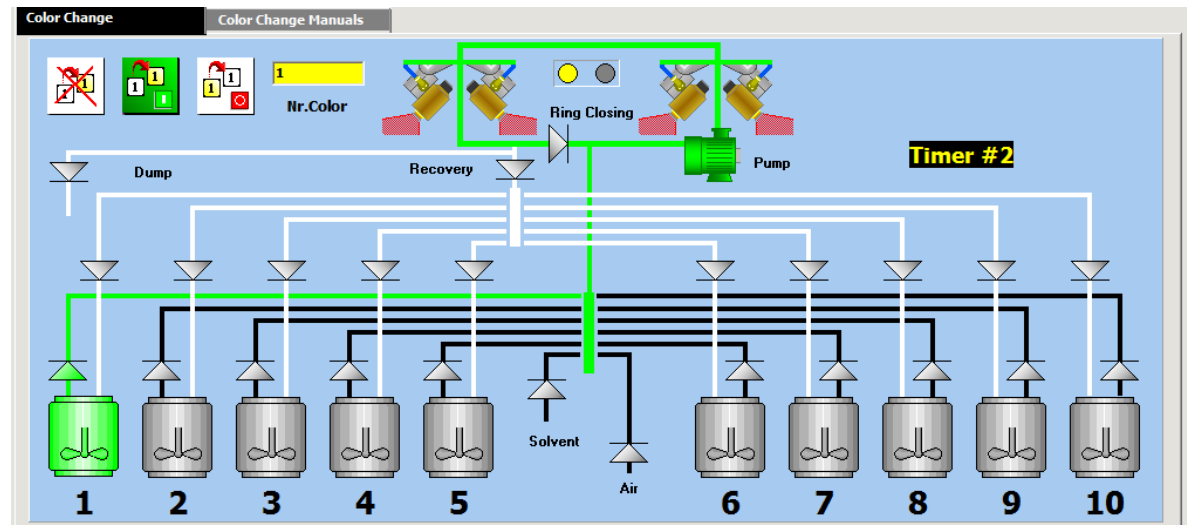 Color Change
Color Change Manuals
1
Nr.Color
Ring Closing
Pump
Timer #2
Dump
Recovery
Solvent
Air
1 2 3 4 5 6 7 8 9 10